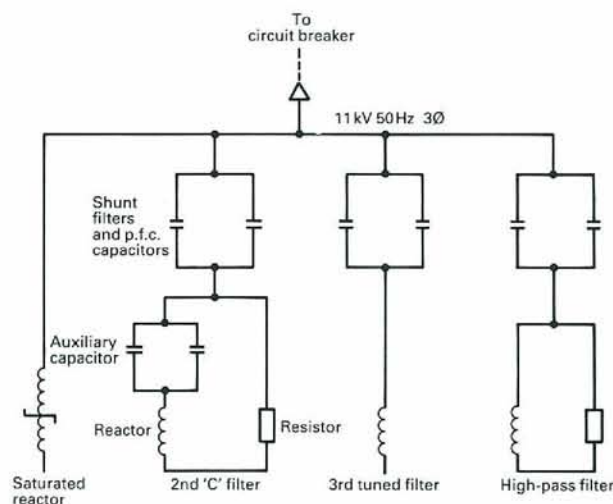 To
circuit breaker
11kV 50Hz 3Ø
Shunt
filters
and p.f.c.
capacitors
Auxiliary
capacitor
Reactor
Resistor
Saturated
reactor
2nd 'C' filter
3rd tuned filter
High-pass filter